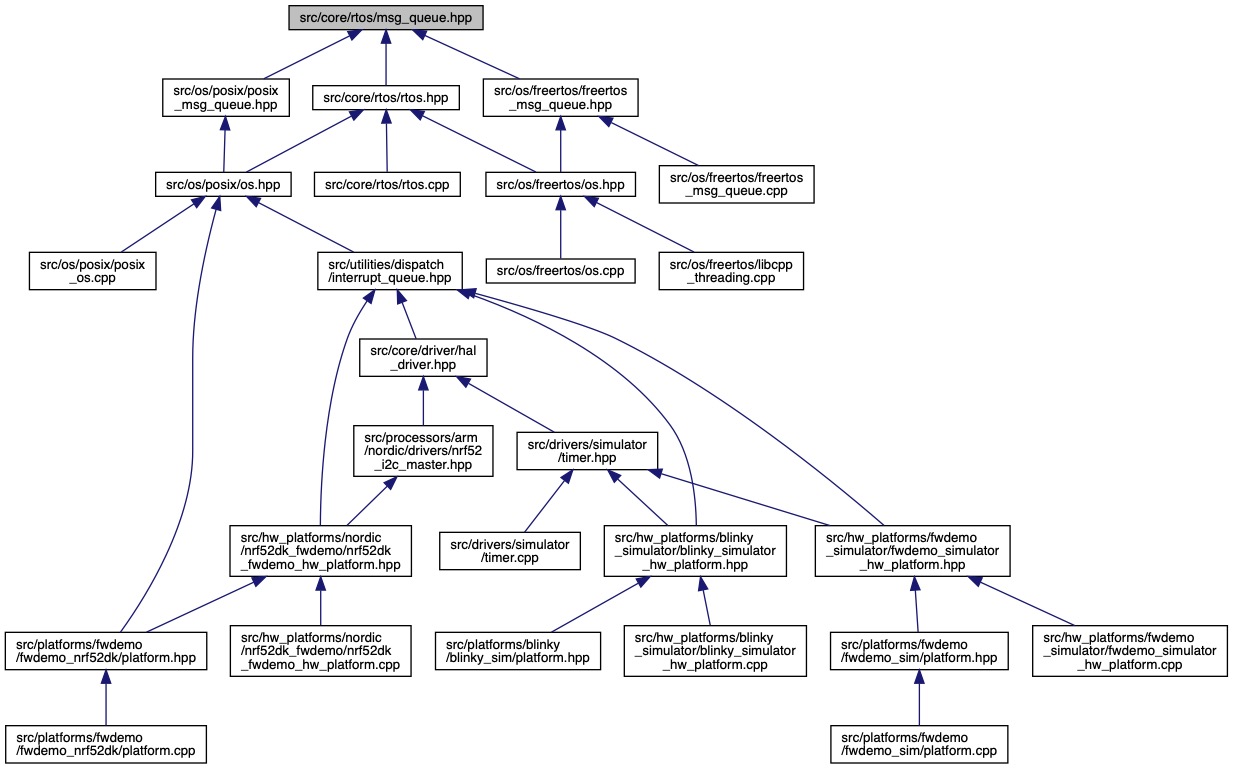 src/core/rtos/msg_queue.hpp
src/os/posix/posix
_msg_queue.hpp
src/core/rtos/rtos.hpp
src/os/freertos/freertos
_msg_queue.hpp
src/os/posix/os.hpp
src/core/rtos/rtos.cpp
src/os/freertos/os.hpp
src/os/freertos/freertos
_msg_queue.cpp
src/os/posix/posix
_os.cpp
src/utilities/dispatch
/interrupt_queue.hpp
src/os/freertos/os.cpp
src/os/freertos/libcpp
_threading.cpp
src/core/driver/hal
_driver.hpp
src/processors/arm
/nordic/drivers/nrf52
_i2c_master.hpp
src/drivers/simulator
/timer.hpp
src/hw_platforms/nordic
/nrf52dk_fwdemo/nrf52dk
_fwdemo_hw_platform.hpp
src/drivers/simulator
/timer.cpp
src/hw_platforms/blinky
_simulator/blinky_simulator
_hw_platform.hpp
src/hw_platforms/fwdemo
_simulator/fwdemo_simulator
_hw_platform.hpp
src/platforms/fwdemo
/fwdemo_nrf52dk/platform.hpp
src/hw_platforms/nordic
/nrf52dk_fwdemo/nrf52dk
_fwdemo_hw_platform.cpp
src/platforms/blinky
/blinky_sim/platform.hpp
src/hw_platforms/blinky
_simulator/blinky_simulator
_hw_platform.cpp
src/platforms/fwdemo
/fwdemo_sim/platform.hpp
src/hw_platforms/fwdemo
_simulator/fwdemo_simulator
_hw_platform.cpp
src/platforms/fwdemo
/fwdemo_nrf52dk/platform.cpp
src/platforms/fwdemo
/fwdemo_sim/platform.cpp